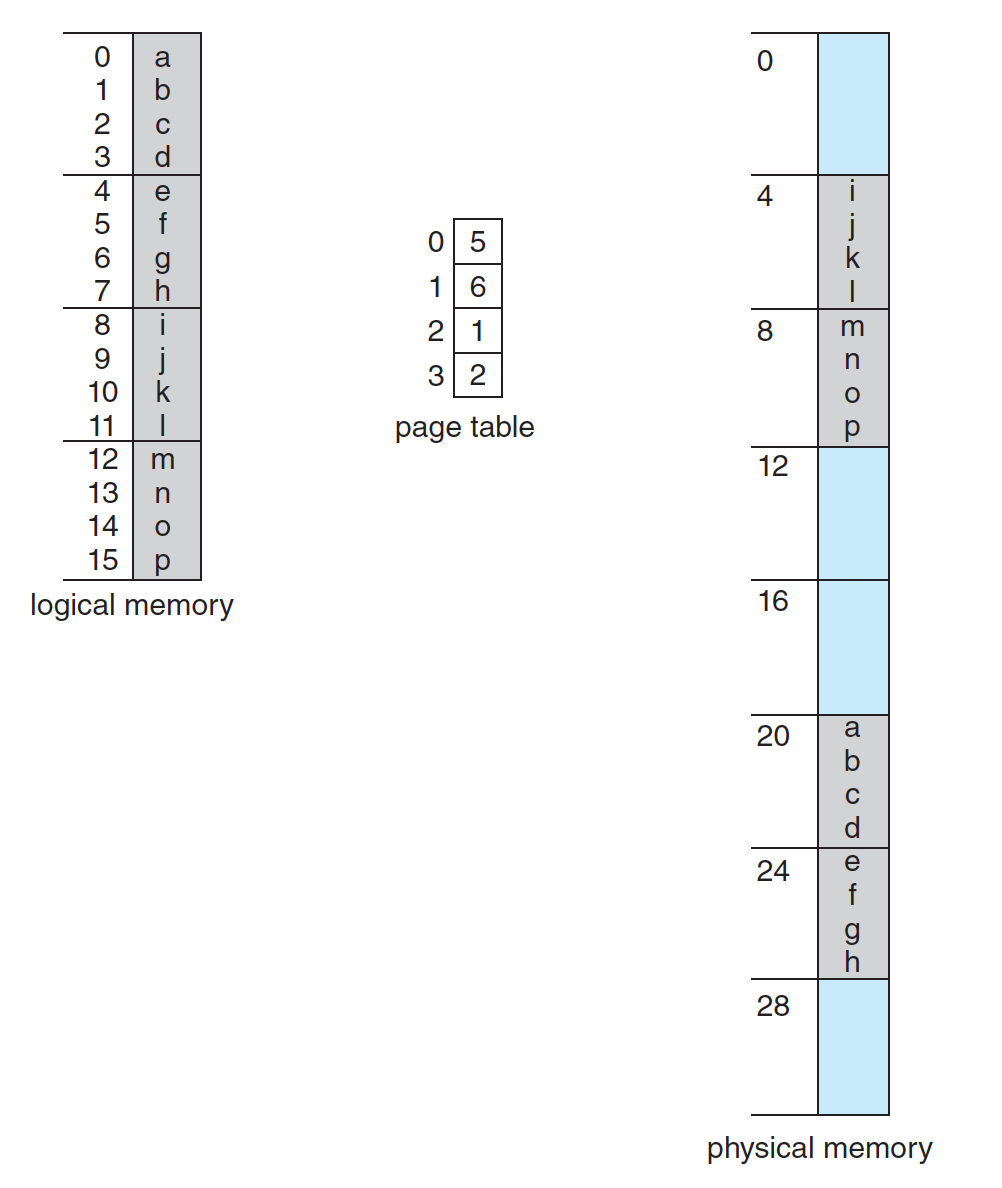 0 a
1 b
2 c
3 d
4 e
5 f
6 g
7 h
8 i
9 j
10 k
11 l
12 m
13 n
14 o
15 p
logical memory
0 5
1 6
2 1
3 2
page table
0
4 i
j
k
l
8 m
n
o
p
12
16
20 a
b
c
d
24 e
f
g
h
28
physical memory